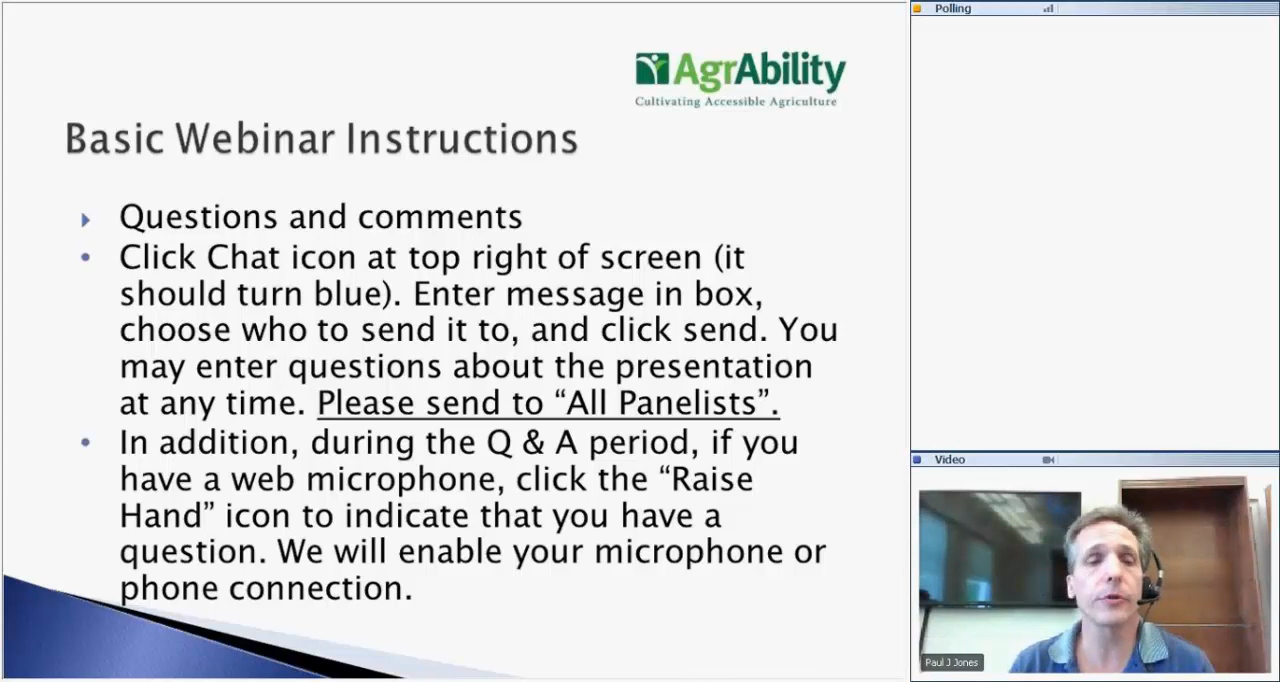 AgrAbility
Cultivating Accessible Agriculture
Basic Webinar Instructions
Questions and comments
Click Chat icon at top right of screen (it
should turn blue). Enter message in box,
choose who to send it to, and click send. You
may enter questions about the presentation
at any time. Please send to “All Panelists”.
In addition, during the Q & A period, if you
have a web microphone, click the “Raise
Hand” icon to indicate that you have a
question. We will enable your microphone or
phone connection.
Polling
Video
Paul J Jones